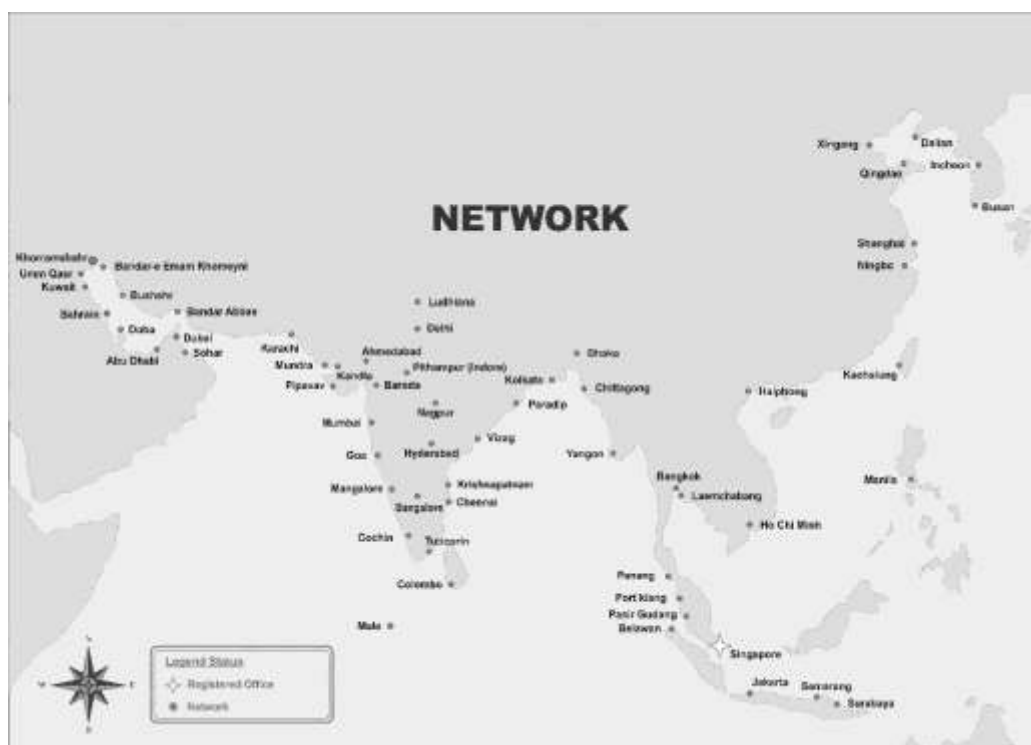 NETWORK
Xingang
Dalian
Qingdao
Incheon
Busan
Shanghai
Ningbo
Khorramshahr
Bandar-e Emam Khomeyni
Umm Qasr
Kuwait
Bushehr
Bahrain
Bandar Abbas
Doha
Dubai
Abu Dhabi
Sohar
Karachi
Ludhiana
Delhi
Ahmedabad
Mundra
Kandla
Pithampur (Indore)
Pipavav
Baroda
Kolkata
Dhaka
Chittagong
Haiphong
Kaohsiung
Nagpur
Paradip
Mumbai
Vizag
Goa
Hyderabad
Yangon
Mangalore
Krishnapatnam
Bangalore
Chennai
Bangkok
Laemchabang
Manila
Cochin
Tuticorin
Ho Chi Minh
Colombo
Penang
Port klang
Pasir Gudang
Belawan
Male
Singapore
Jakarta
Semarang
Surabaya
Legend Status
Registered Office
Network